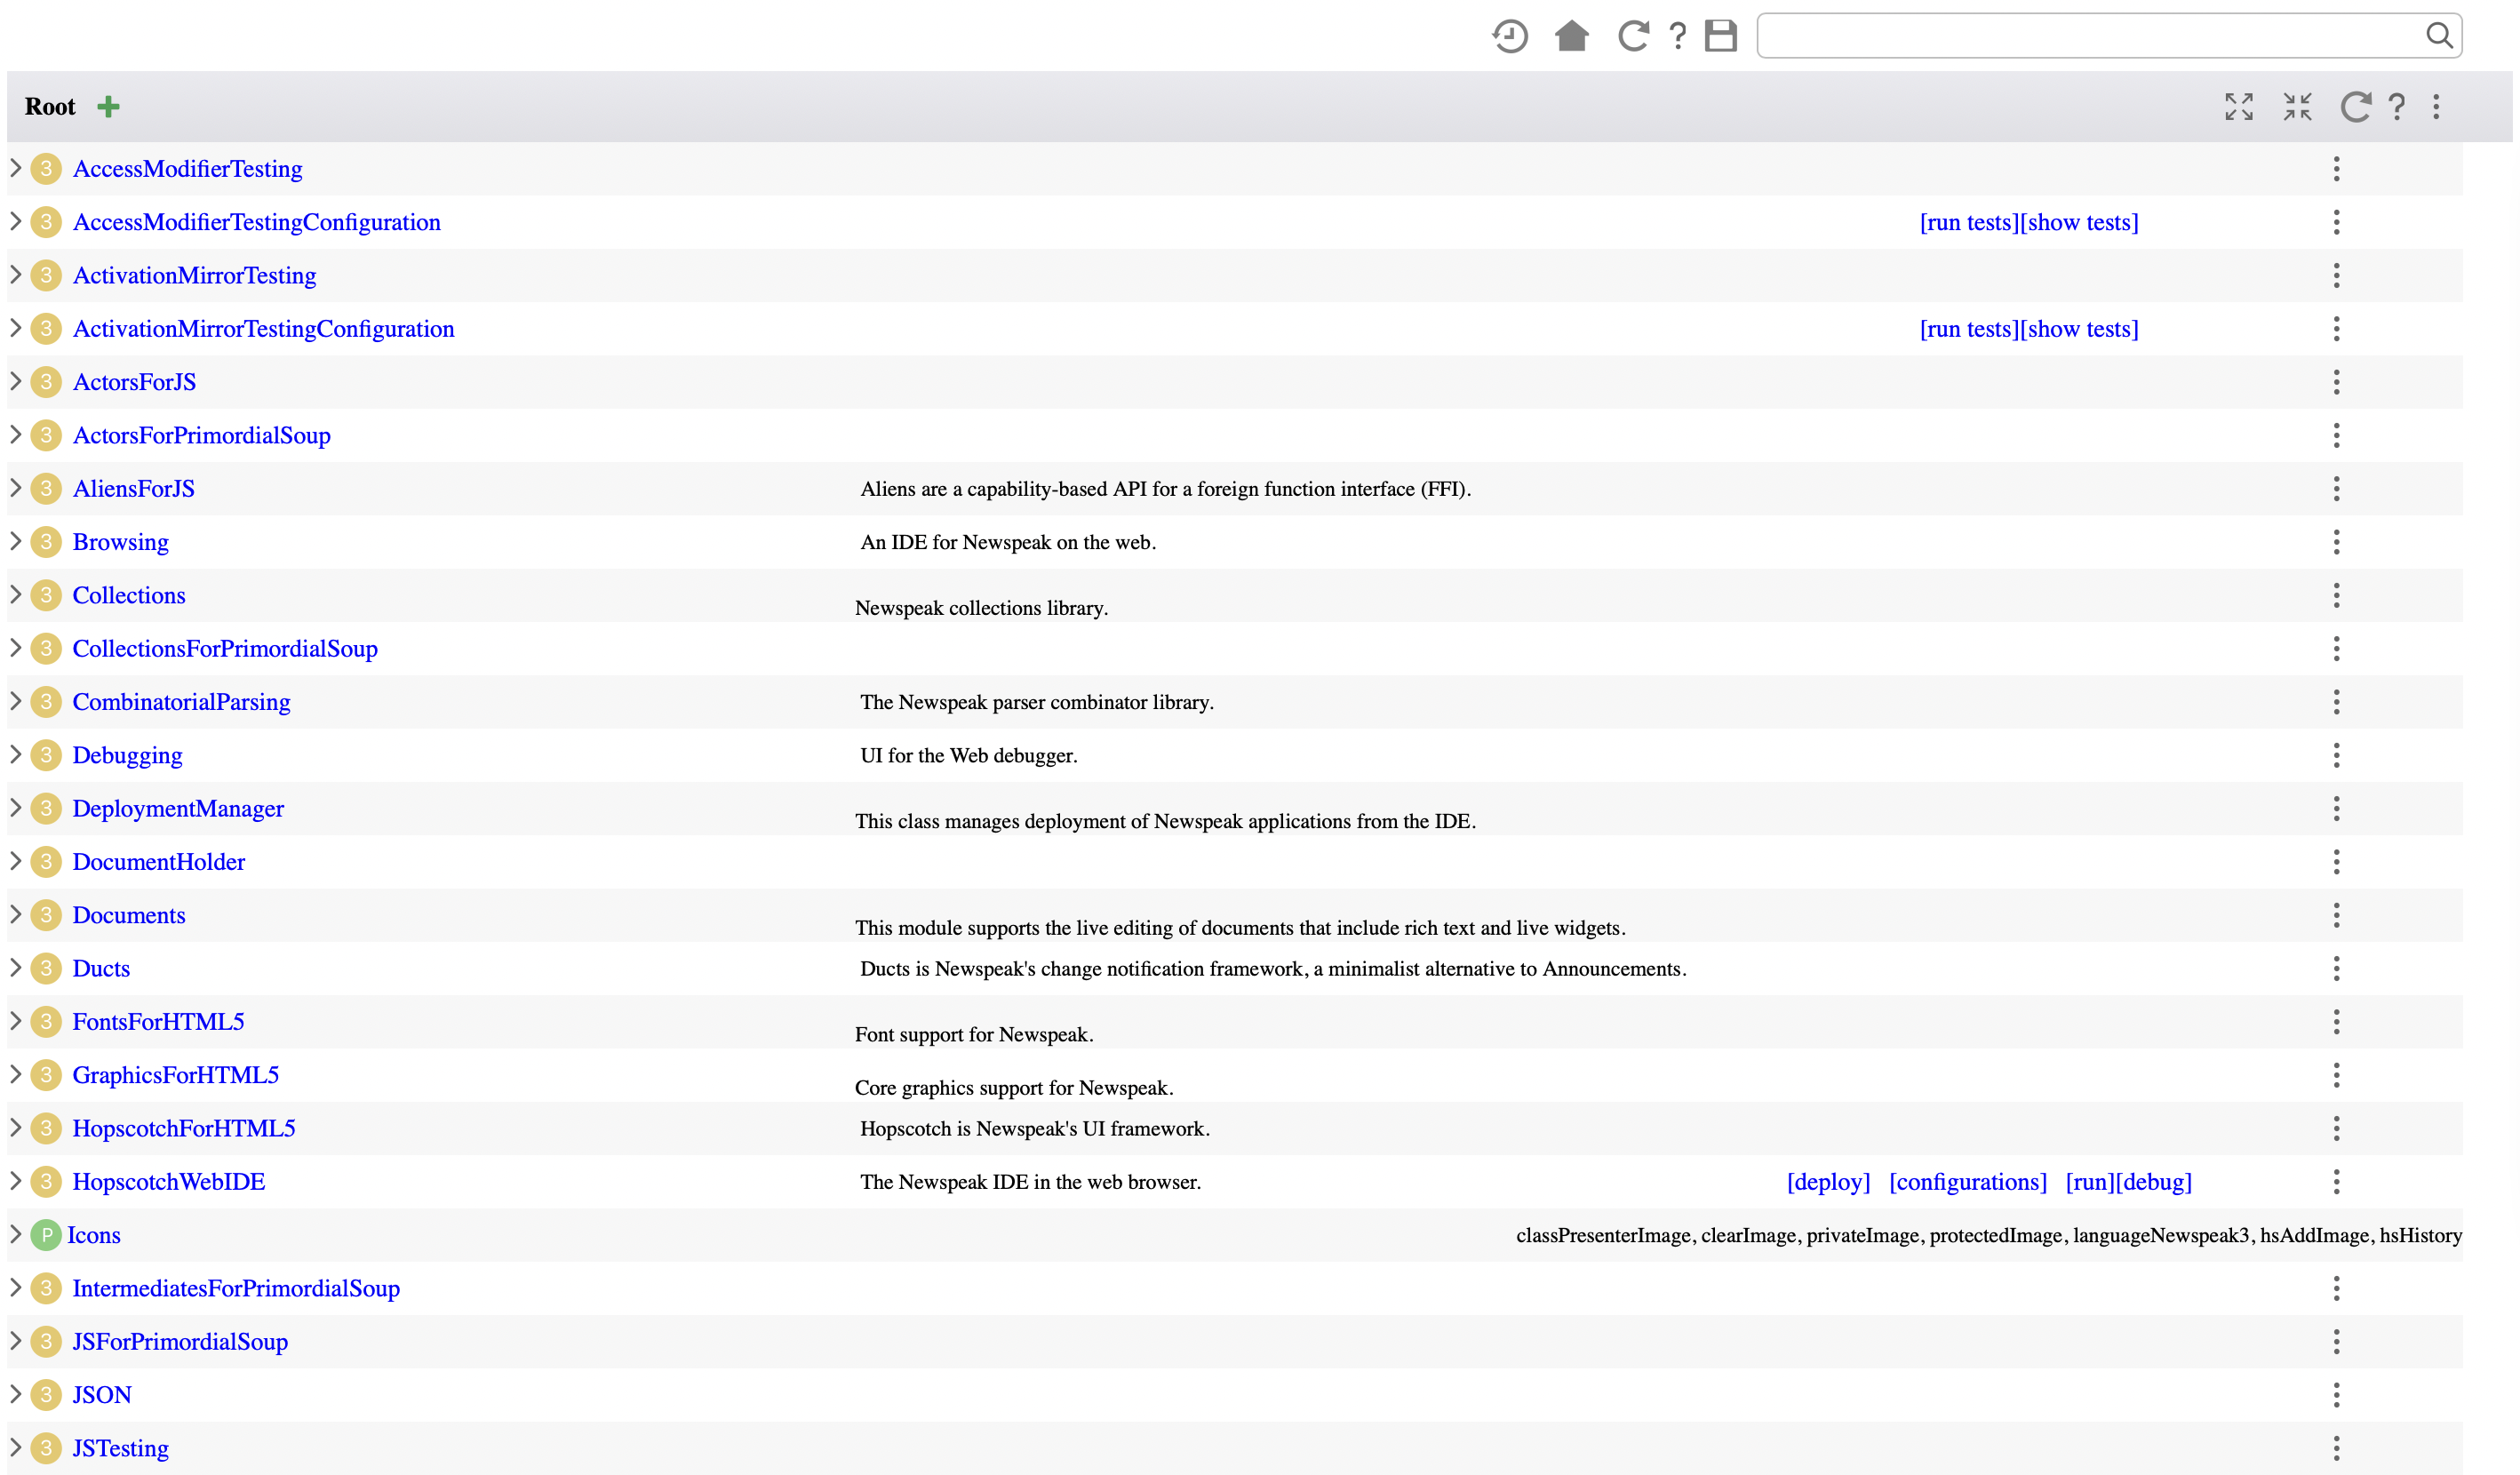 ?
Root + ?
3 AccessModifierTesting
3 AccessModifierTestingConfiguration [run tests][show tests]
3 ActivationMirrorTesting
3 ActivationMirrorTestingConfiguration [run tests][show tests]
3 ActorsForJS
3 ActorsForPrimordialSoup
3 AliensForJS Aliens are a capability-based API for a foreign function interface (FFI).
3 Browsing An IDE for Newspeak on the web.
3 Collections Newspeak collections library.
3 CollectionsForPrimordialSoup
3 CombinatorialParsing The Newspeak parser combinator library.
3 Debugging UI for the Web debugger.
3 DeploymentManager This class manages deployment of Newspeak applications from the IDE.
3 DocumentHolder
3 Documents This module supports the live editing of documents that include rich text and live widgets.
3 Ducts Ducts is Newspeak's change notification framework, a minimalist alternative to Announcements.
3 FontsForHTML5 Font support for Newspeak.
3 GraphicsForHTML5 Core graphics support for Newspeak.
3 HopscotchForHTML5 Hopscotch is Newspeak's UI framework.
3 HopscotchWebIDE The Newspeak IDE in the web browser. [deploy] [configurations] [run][debug]
P Icons classPresenterImage, clearImage, privateImage, protectedImage, languageNewspeak3, hsAddImage, hsHistory
3 IntermediatesForPrimordialSoup
3 JSForPrimordialSoup
3 JSON
3 JSTesting